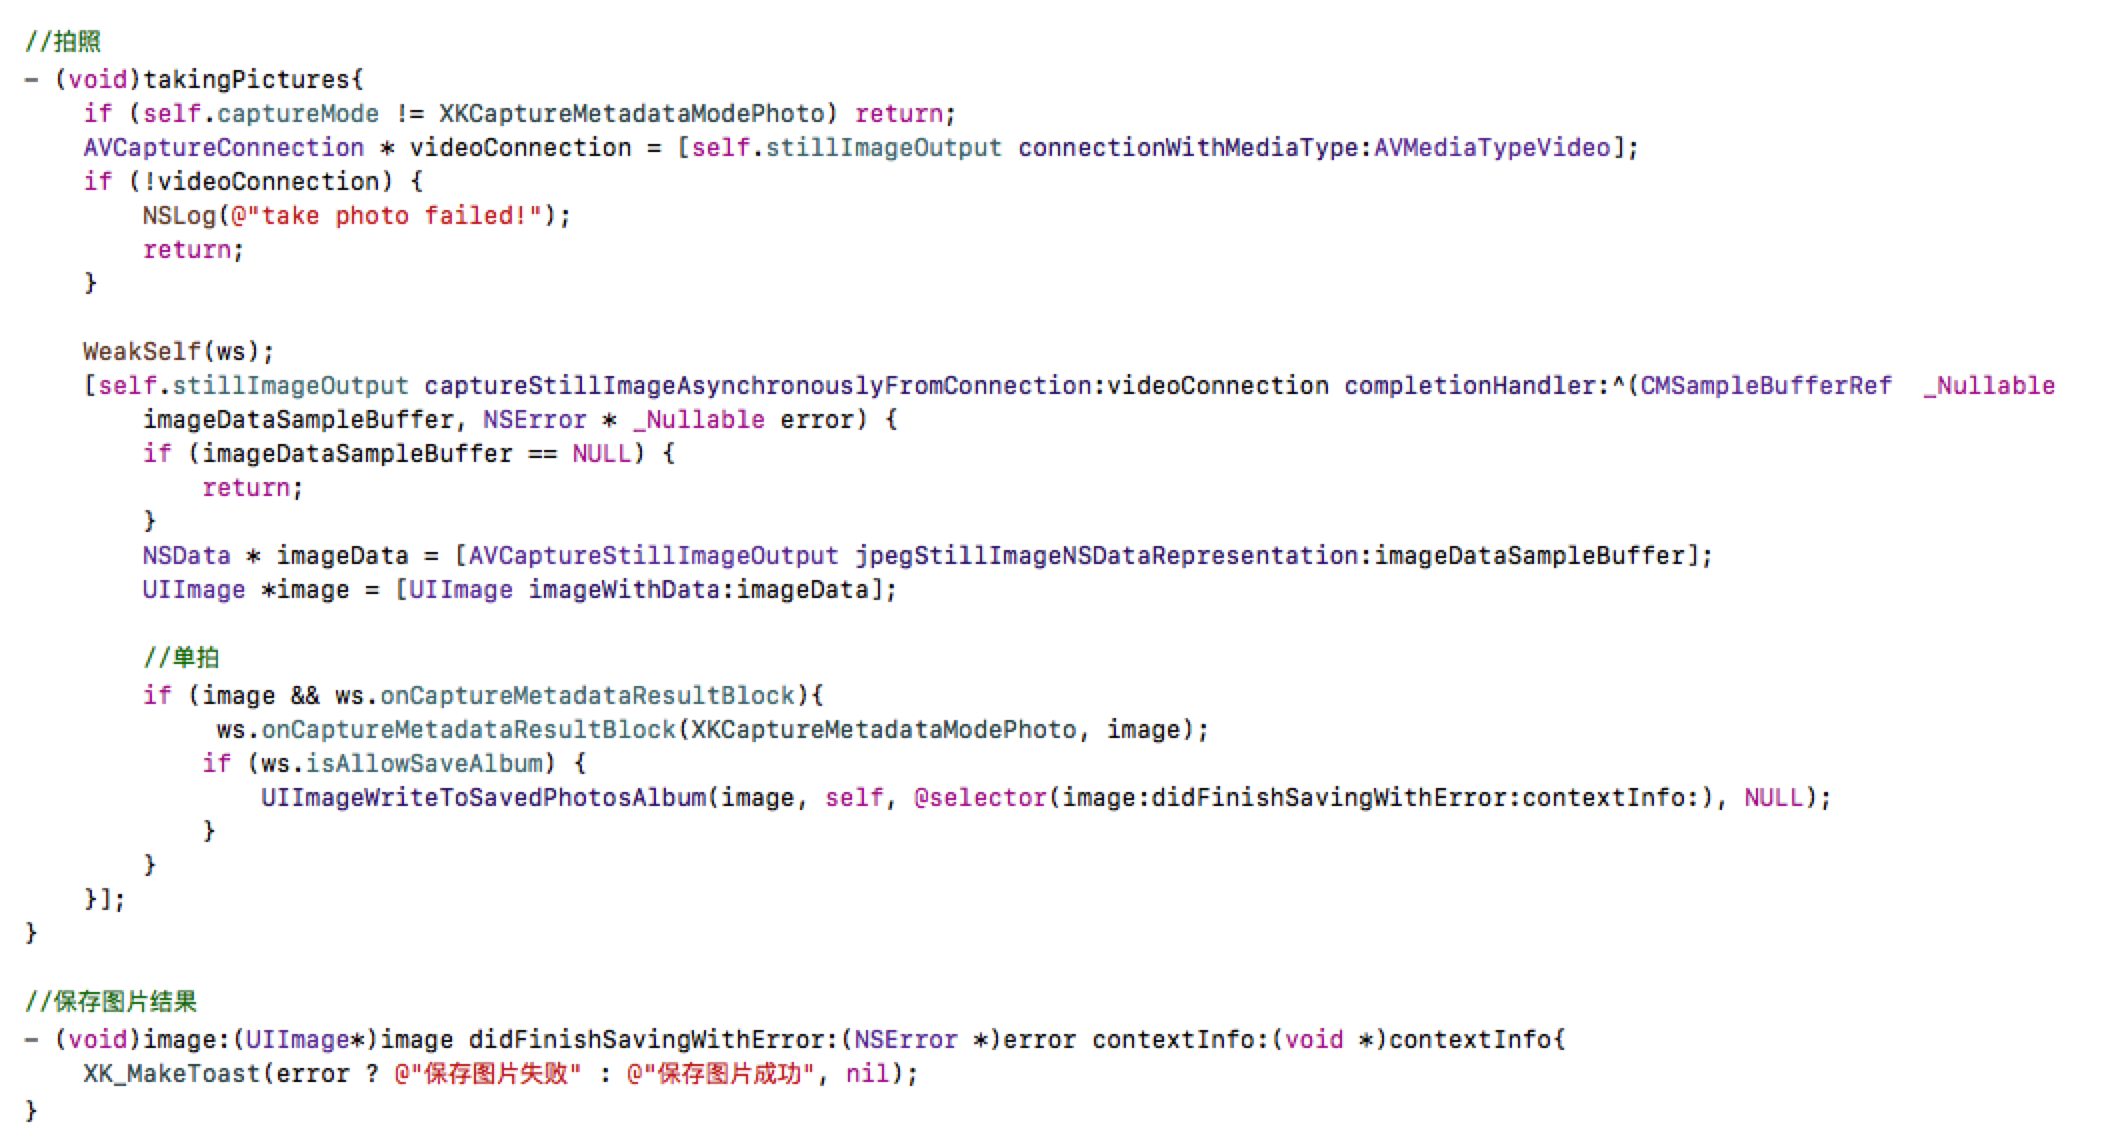 //拍照
- (void)takingPictures{
    if (self.captureMode != XKCaptureMetadataModePhoto) return;
    AVCaptureConnection * videoConnection = [self.stillImageOutput connectionWithMediaType:AVMediaTypeVideo];
    if (!videoConnection) {
        NSLog(@"take photo failed!");
        return;
    }

    WeakSelf(ws);
    [self.stillImageOutput captureStillImageAsynchronouslyFromConnection:videoConnection completionHandler:^(CMSampleBufferRef  _Nullable
        imageDataSampleBuffer, NSError * _Nullable error) {
        if (imageDataSampleBuffer == NULL) {
            return;
        }
        NSData * imageData = [AVCaptureStillImageOutput jpegStillImageNSDataRepresentation:imageDataSampleBuffer];
        UIImage *image = [UIImage imageWithData:imageData];

        //单拍
        if (image && ws.onCaptureMetadataResultBlock){
             ws.onCaptureMetadataResultBlock(XKCaptureMetadataModePhoto, image);
            if (ws.isAllowSaveAlbum) {
                UIImageWriteToSavedPhotosAlbum(image, self, @selector(image:didFinishSavingWithError:contextInfo:), NULL);
            }
        }
    }];
}

//保存图片结果
- (void)image:(UIImage*)image didFinishSavingWithError:(NSError *)error contextInfo:(void *)contextInfo{
    XK_MakeToast(error ? @"保存图片失败" : @"保存图片成功", nil);
}